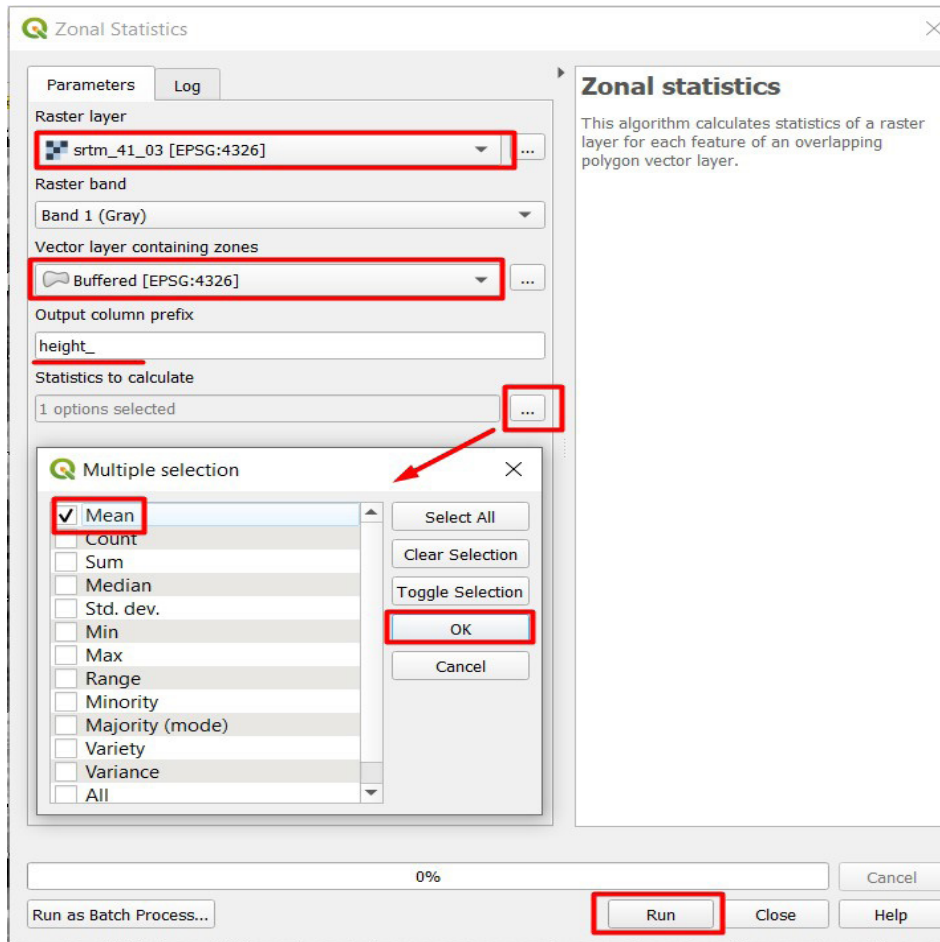 Zonal Statistics
Parameters
Log
Raster layer
srtm_41_03 [EPSG:4326]
...
Raster band
Band 1 (Gray)
Vector layer containing zones
Buffered [EPSG:4326]
...
Output column prefix
height_
Statistics to calculate
1 options selected
...
Multiple selection
Mean
Count
Sum
Median
Std. dev.
Min
Max
Range
Minority
Majority (mode)
Variety
Variance
All
Select All
Clear Selection
Toggle Selection
OK
Cancel
Zonal statistics
This algorithm calculates statistics of a raster
layer for each feature of an overlapping
polygon vector layer.
0%
Cancel
Run as Batch Process...
Run
Close
Help